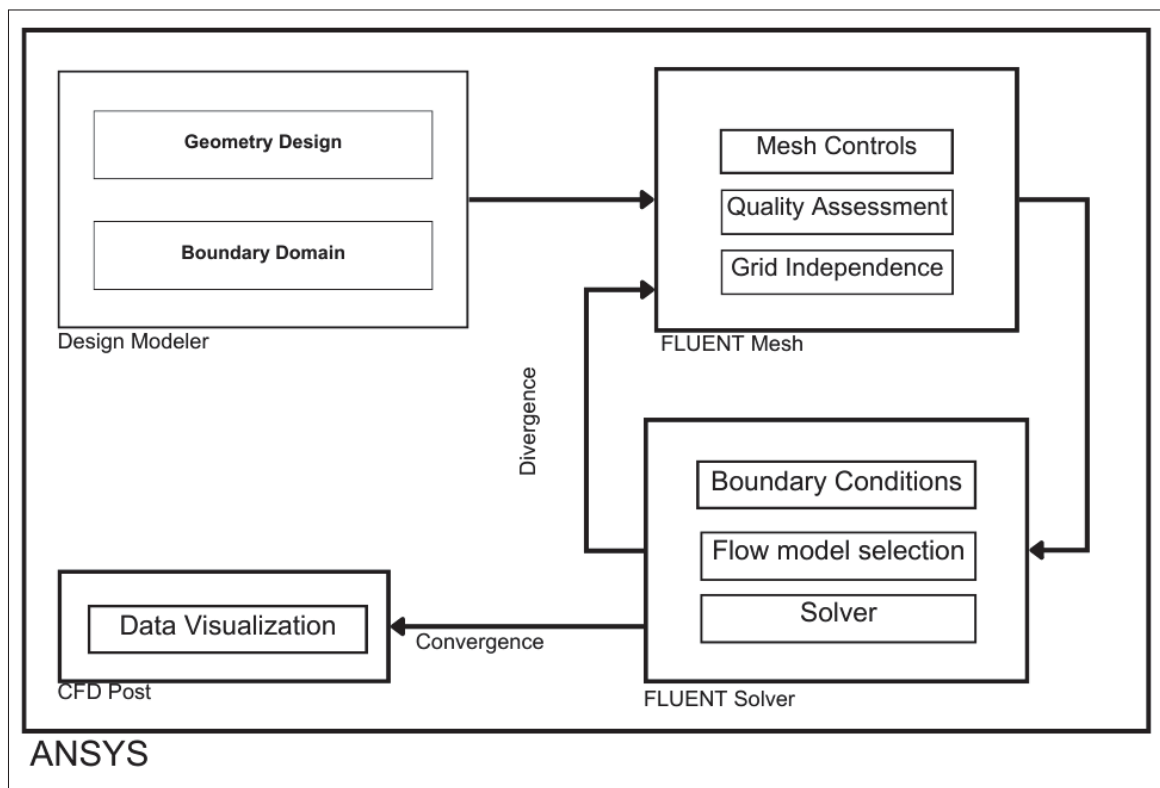 Geometry Design
Boundary Domain
Design Modeler
Mesh Controls
Quality Assessment
Grid Independence
FLUENT Mesh
Divergence
Boundary Conditions
Flow model selection
Solver
FLUENT Solver
Convergence
Data Visualization
CFD Post
ANSYS